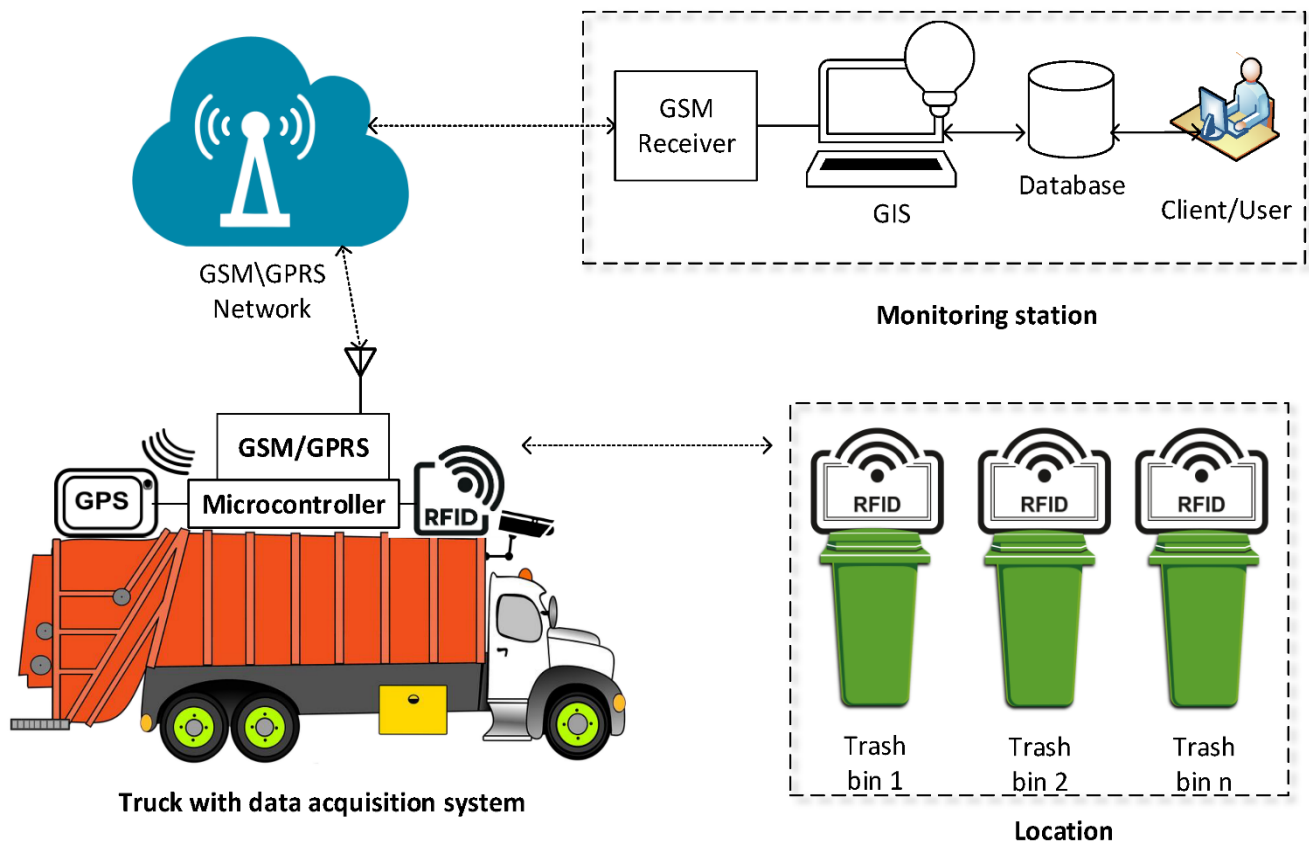 GSM
Receiver
GIS
Database
Client/User
Monitoring station
GSM\GPRS
Network
GSM/GPRS
GPS
Microcontroller
RFID
Truck with data acquisition system
RFID
RFID
RFID
Trash
bin 1
Trash
bin 2
Trash
bin n
Location